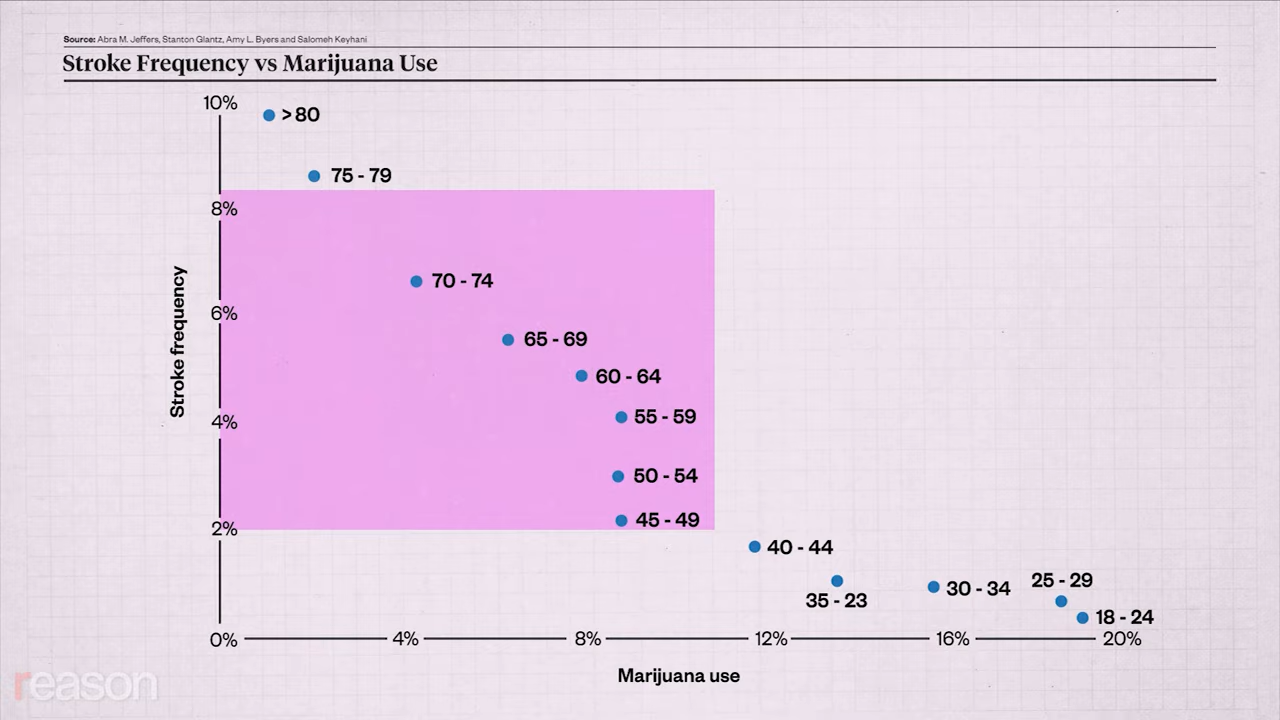 Source: Abra M. Jeffers, Stanton Glantz, Amy L. Byers and Salomeh Keyhani
Stroke Frequency vs Marijuana Use
10%
>80
75 - 79
8%
70 - 74
6%
65 - 69
60 - 64
55 - 59
4%
50 - 54
45 - 49
2%
40 - 44
25 - 29
30 - 34
35 - 23
18 - 24
Stroke frequency
0% 4% 8% 12% 16% 20%
Marijuana use
reason